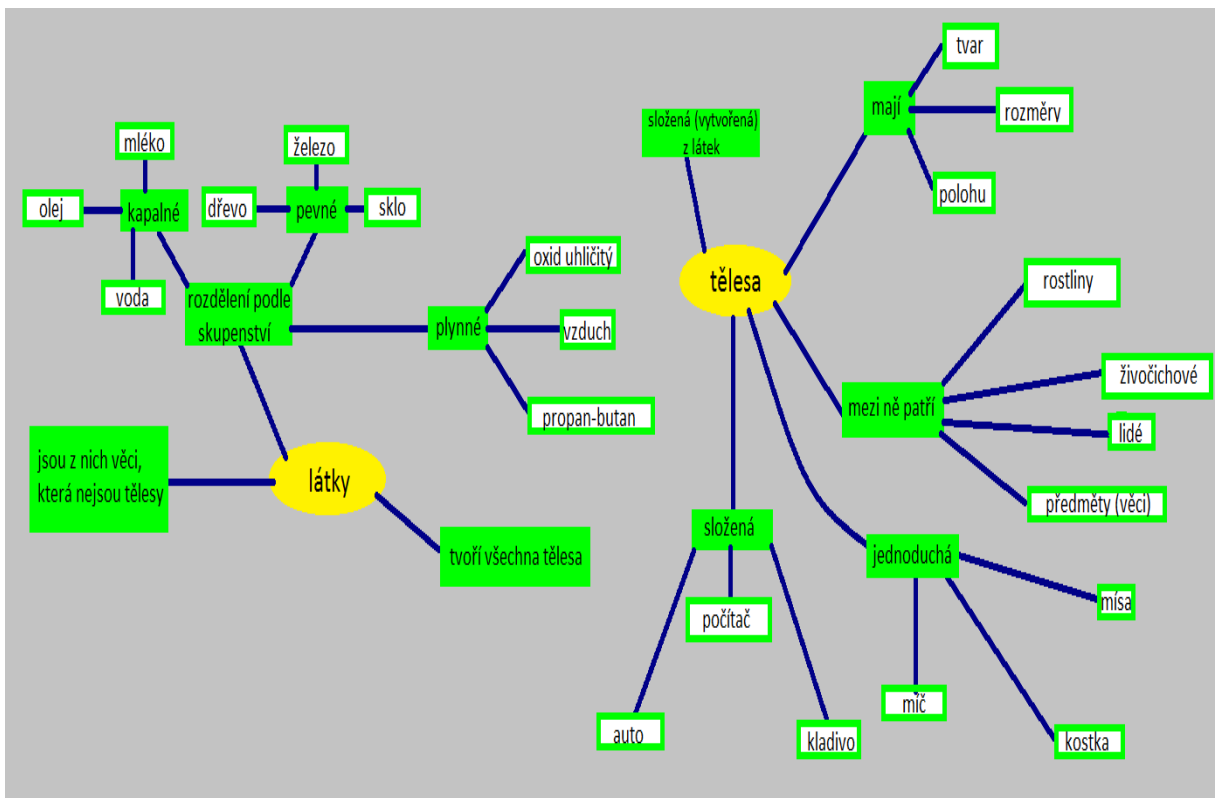 mléko
olej
kapalné
voda
železo
dřevo
pevné
sklo
rozdělení podle
skupenství
oxid uhličitý
plynné
vzduch
propan-butan
jsou z nich věci,
která nejsou tělesy
látky
tvoří všechna tělesa
složená (vytvořená)
z látek
mají
tvar
rozměry
polohu
tělesa
rostliny
mezi ně patří
živočichové
lidé
předměty (věci)
složená
počítač
auto
kladivo
jednoduchá
mísa
míč
kostka